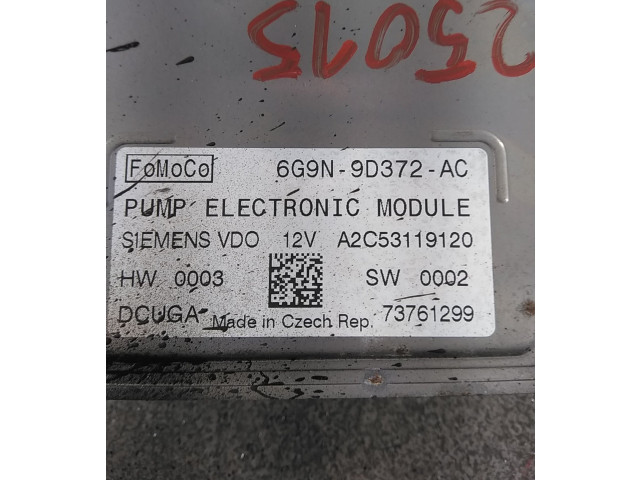 23013
FoMoCo 6G9N-9D372-AC
PUMP ELECTRONIC MODULE
SIEMENS VDO 12V A2C53119120
HW 0003 SW 0002
DCUGA Made in Czech Rep. 73761299